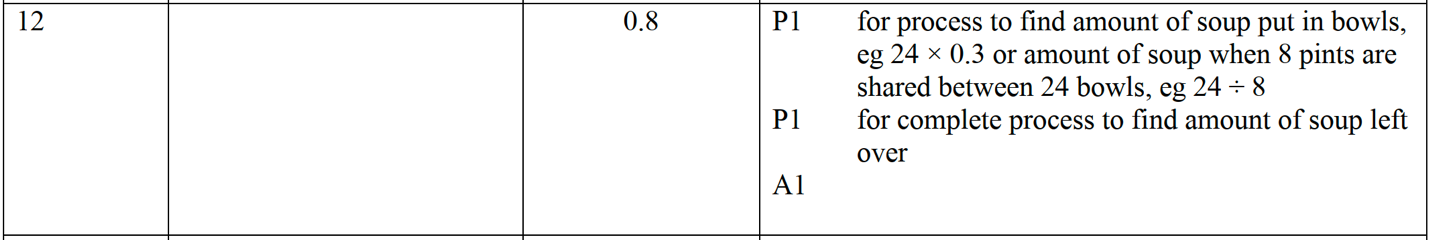 12 0.8 P1 for process to find amount of soup put in bowls,
eg 24 × 0.3 or amount of soup when 8 pints are
shared between 24 bowls, eg 24 ÷ 8
P1 for complete process to find amount of soup left
over
A1